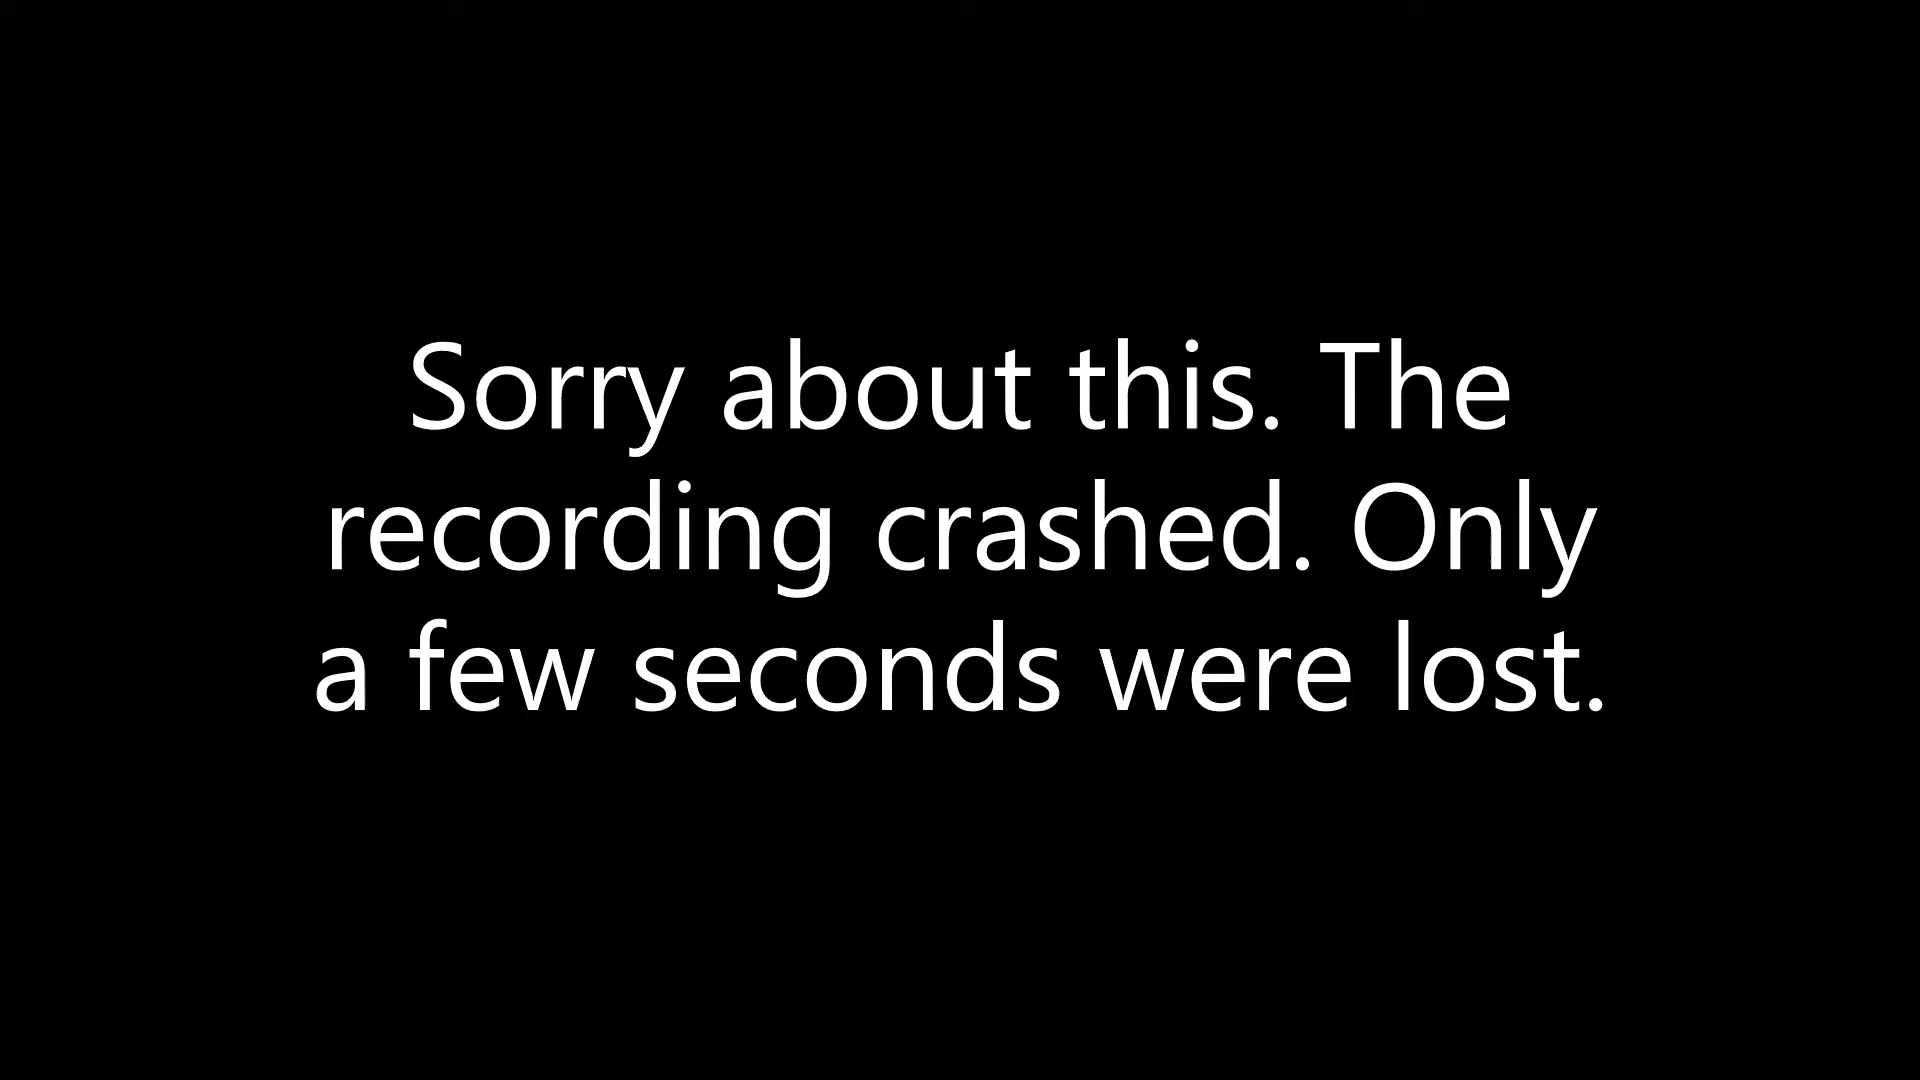 Sorry about this. The
recording crashed. Only
a few seconds were lost.